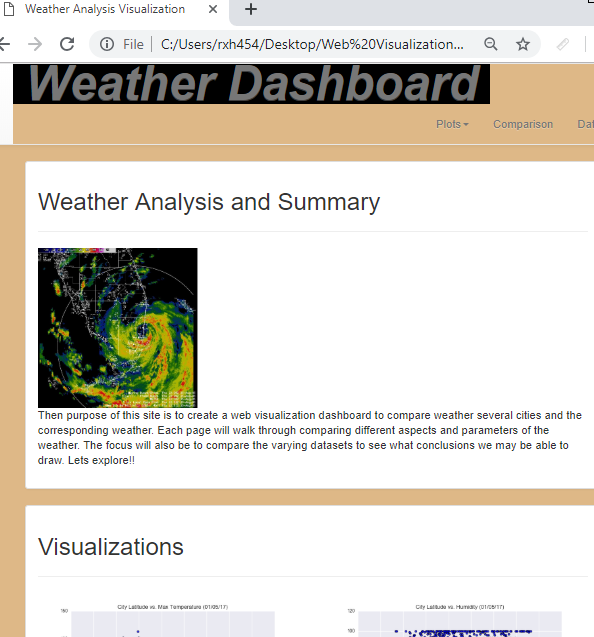 Weather Analysis Visualization
File
C:/Users/rxh454/Desktop/Web%20Visualization...
Weather Dashboard
Plots Comparison Dat
Weather Analysis and Summary
Then purpose of this site is to create a web visualization dashboard to compare weather several cities and the
corresponding weather. Each page will walk through comparing different aspects and parameters of the
weather. The focus will also be to compare the varying datasets to see what conclusions we may be able to
draw. Lets explore!!
Visualizations
City Latitude vs. Max Temperature (01/05/17) City Latitude vs. Humidity (01/05/17)
150 120
100